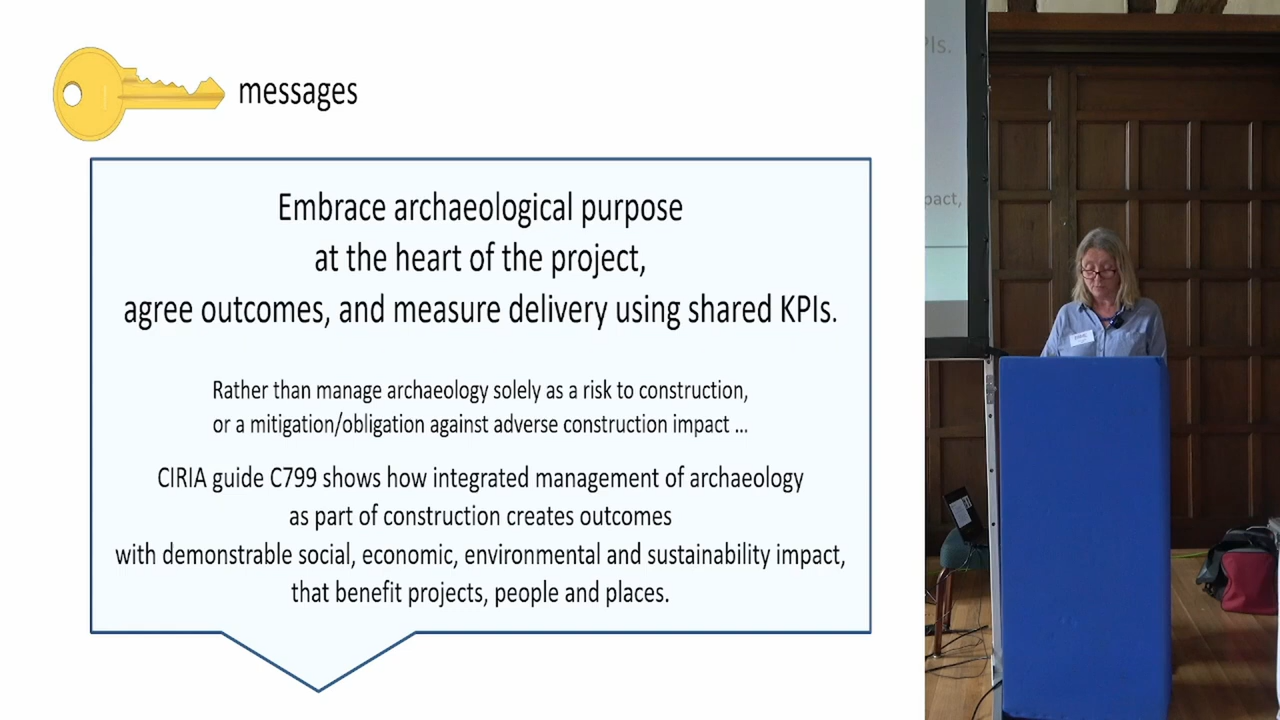 messages
Embrace archaeological purpose
at the heart of the project,
agree outcomes, and measure delivery using shared KPIs.
Rather than manage archaeology solely as a risk to construction,
or a mitigation/obligation against adverse construction impact ...
CIRIA guide C799 shows how integrated management of archaeology
as part of construction creates outcomes
with demonstrable social, economic, environmental and sustainability impact,
that benefit projects, people and places.
PIs.
pact,